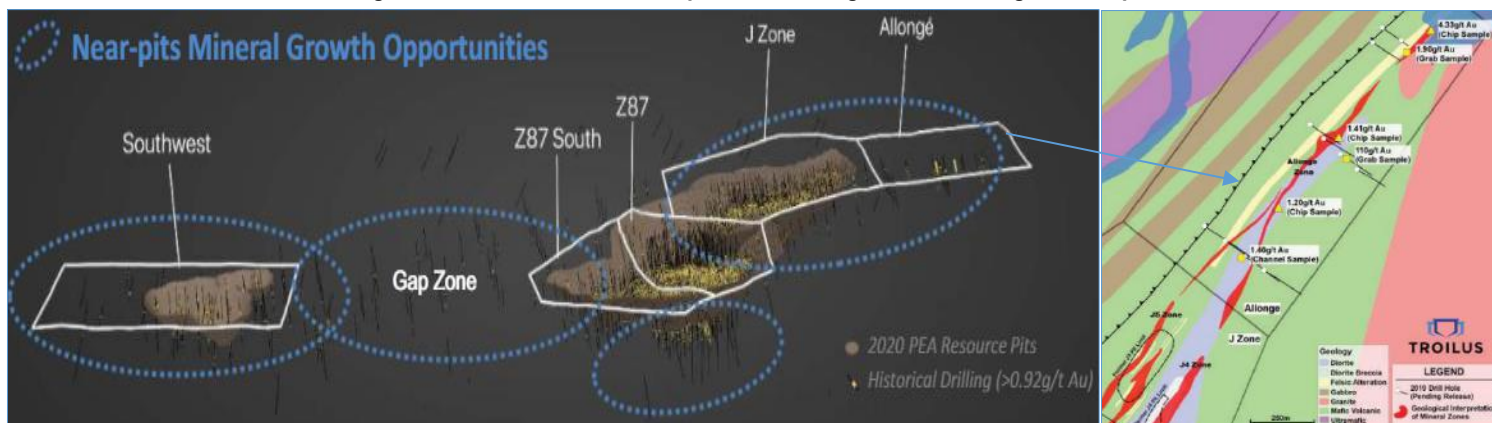 Near-pits Mineral Growth Opportunities
J Zone
Allongé
Z87
Z87 South
Southwest
Gap Zone
2020 PEA Resource Pits
Historical Drilling (>0.92g/t Au)
4.33g/t Au
(Chip Sample)
1.90g/t Au
(Grab Sample)
1.41g/t Au
(Chip Sample)
110g/t Au
(Grab Sample)
Allonge
Zone
1.20g/t Au
(Chip Sample)
1.46g/t Au
(Channel Sample)
J5 Zone
Allonge
J Zone
J4 Zone
250m
Geology
Diorite
Diorite Breccia
Felsic Alteration
Gabbro
Granite
Mafic Volcanic
Ultramafic
TROILUS
LEGEND
2019 Drill Hole
(Pending Release)
Geological Interpretation
of Mineral Zones